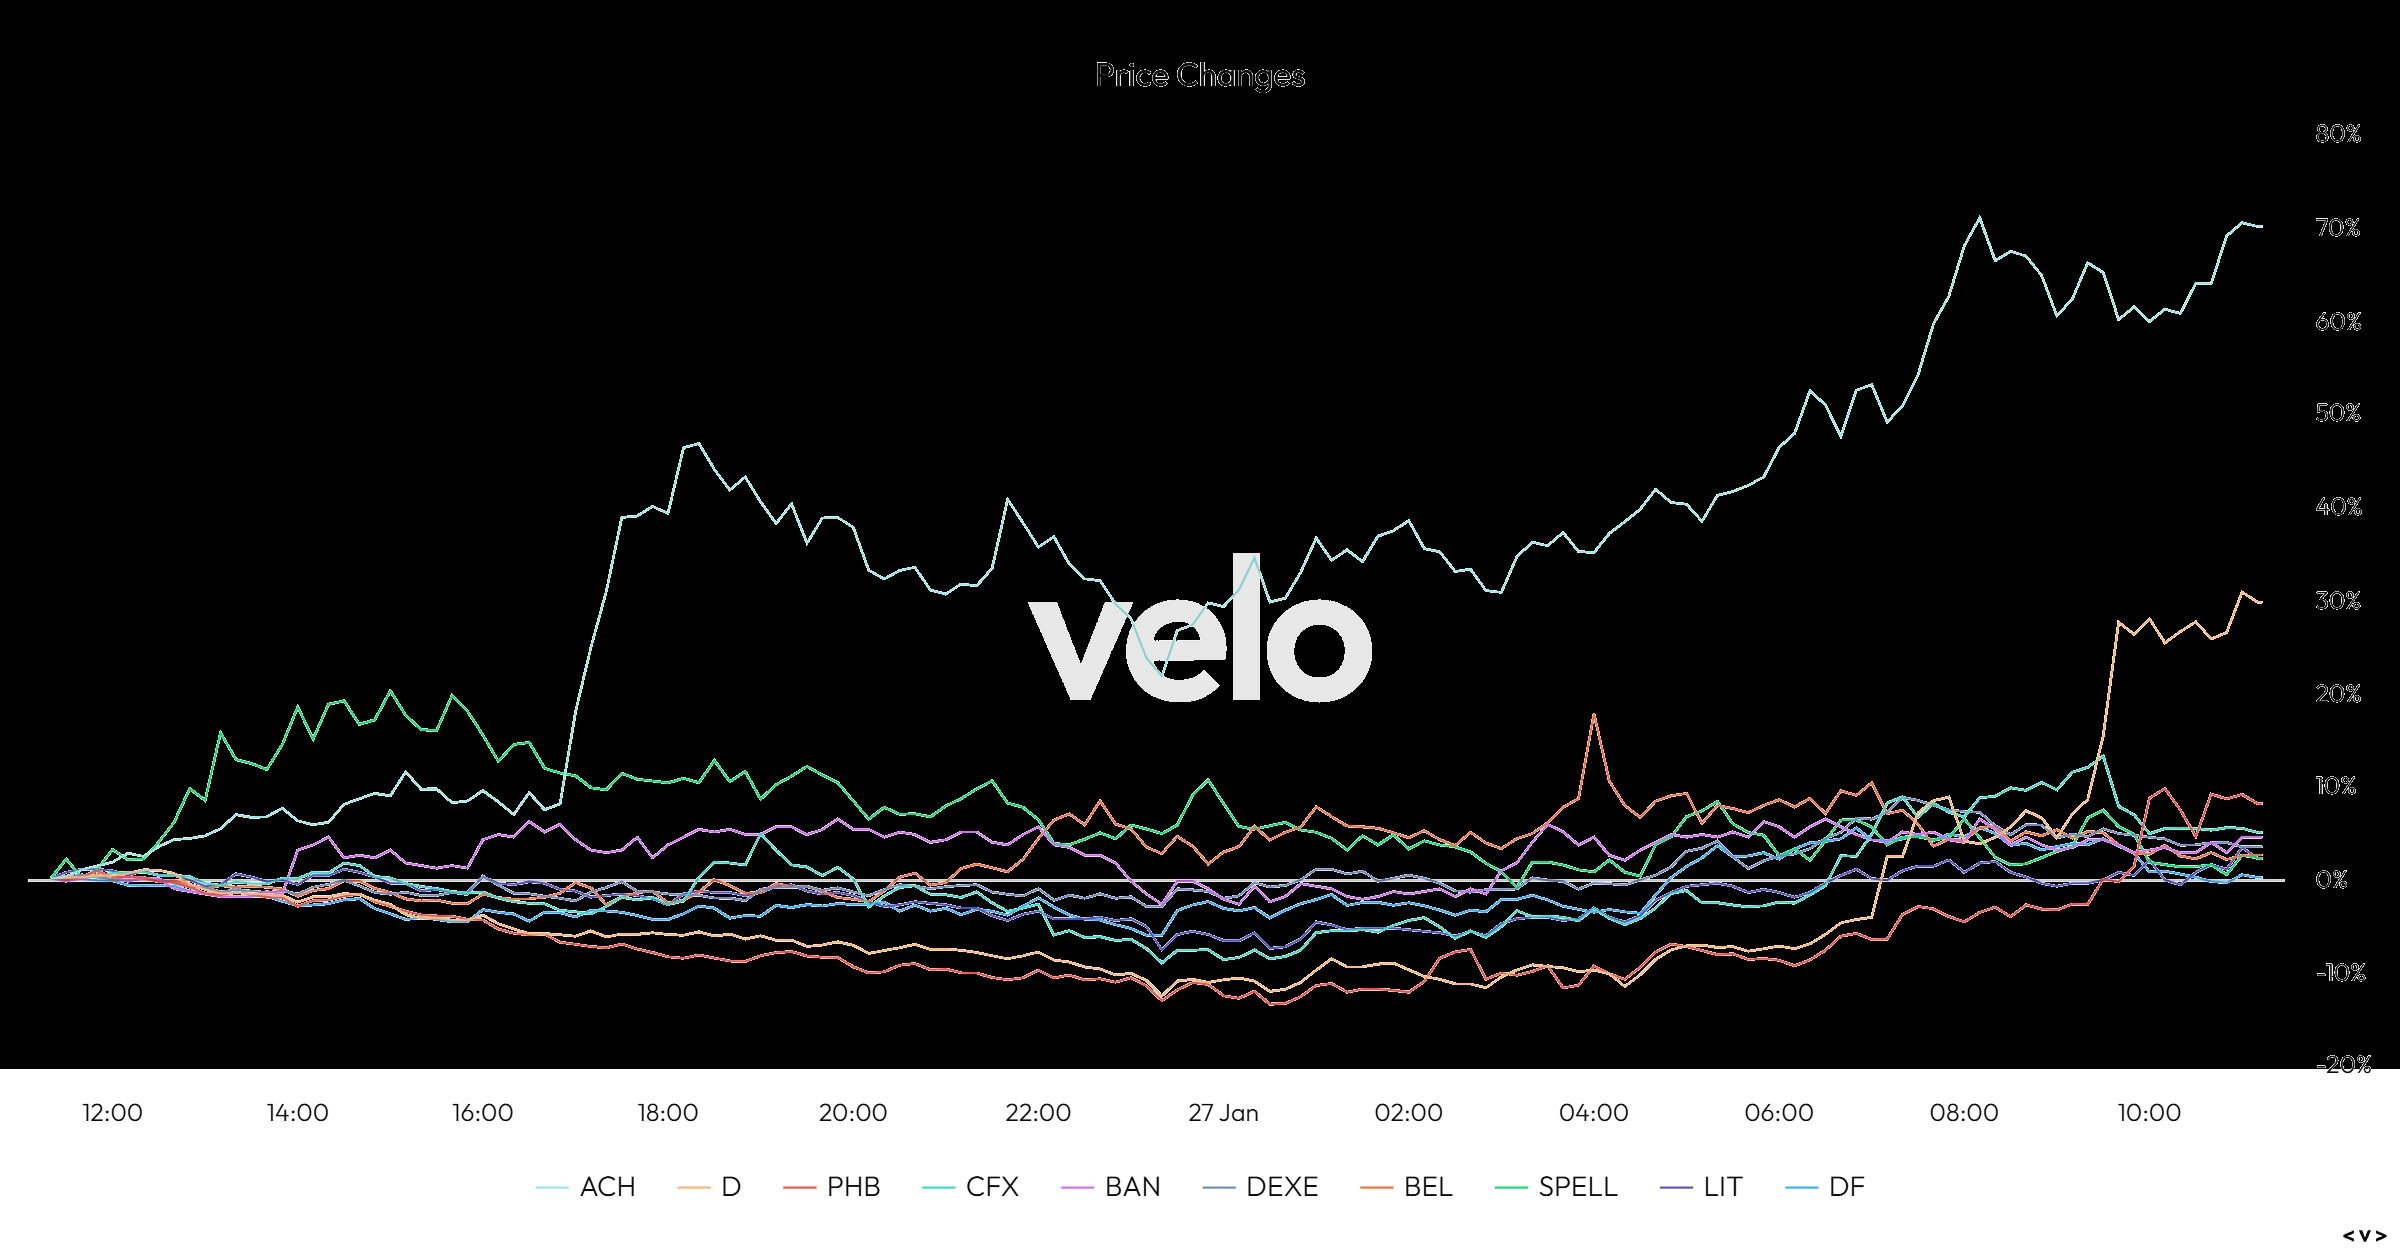 Price Changes
80%
70%
60%
50%
40%
30%
velo
20%
10%
0%
-10%
-20%
12:00 14:00 16:00 18:00 20:00 22:00 27 Jan 02:00 04:00 06:00 08:00 10:00
ACH D PHB CFX BAN DEXE BEL SPELL LIT DF
<v>